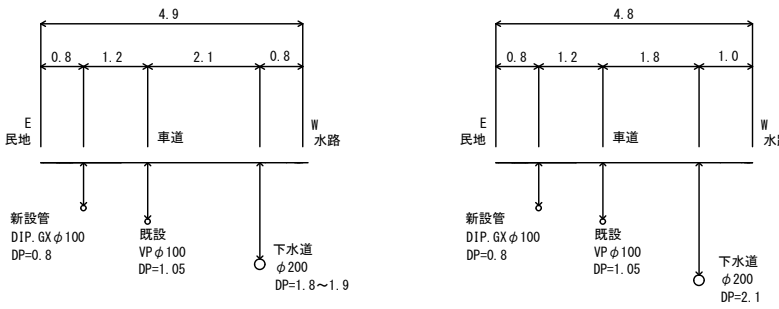 4.9
0.8 1.2 2.1 0.8
E
民地
車道
W
水路
新設管
DIP.GXφ100
DP=0.8
既設
VPφ100
DP=1.05
下水道
φ200
DP=1.8～1.9
4.8
0.8 1.2 1.8 1.0
E
民地
車道
W
水路
新設管
DIP.GXφ100
DP=0.8
既設
VPφ100
DP=1.05
下水道
φ200
DP=2.1